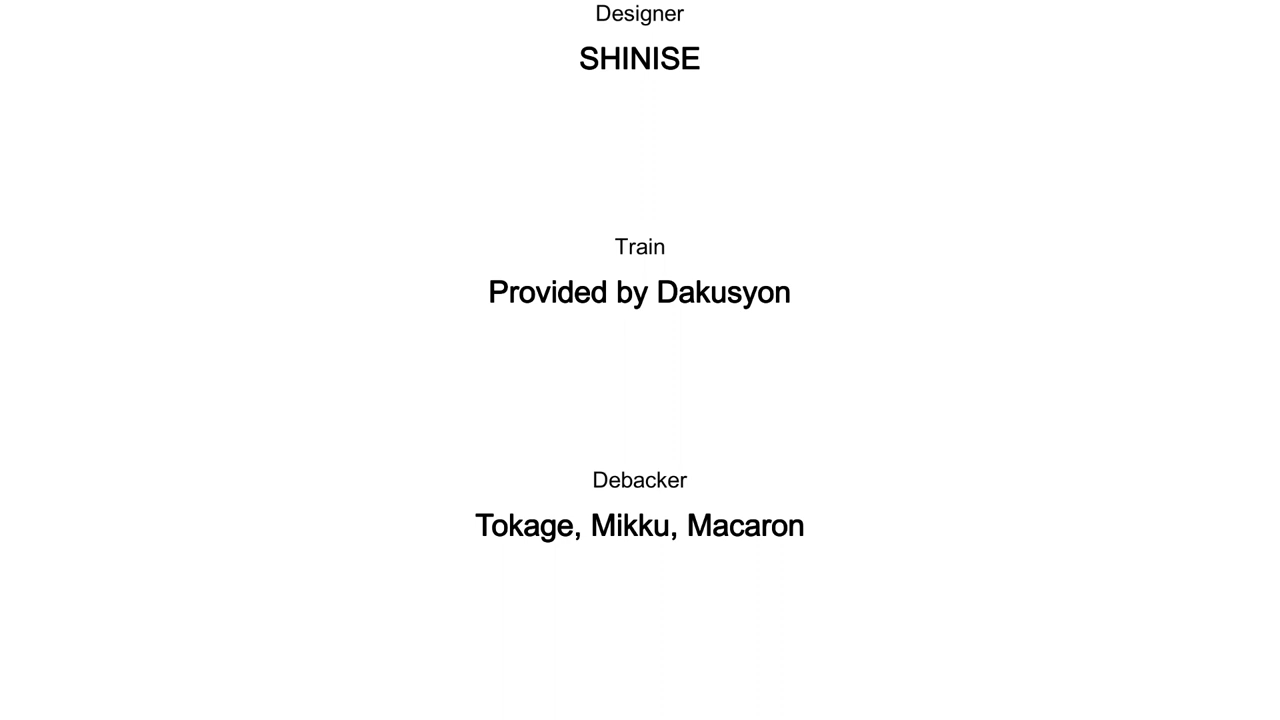 Designer
SHINISE
Train
Provided by Dakusyon
Debacker
Tokage, Mikku, Macaron